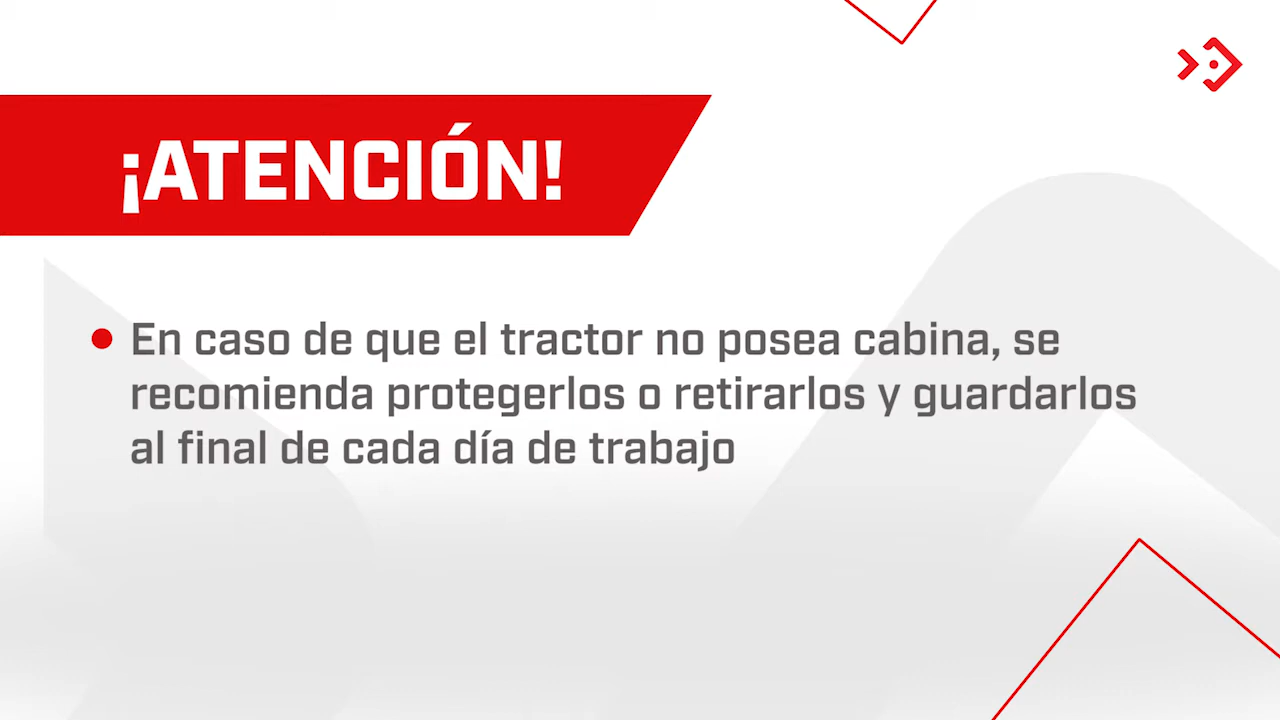 ¡ATENCIÓN!
En caso de que el tractor no posea cabina, se
recomienda protegerlos o retirarlos y guardarlos
al final de cada día de trabajo